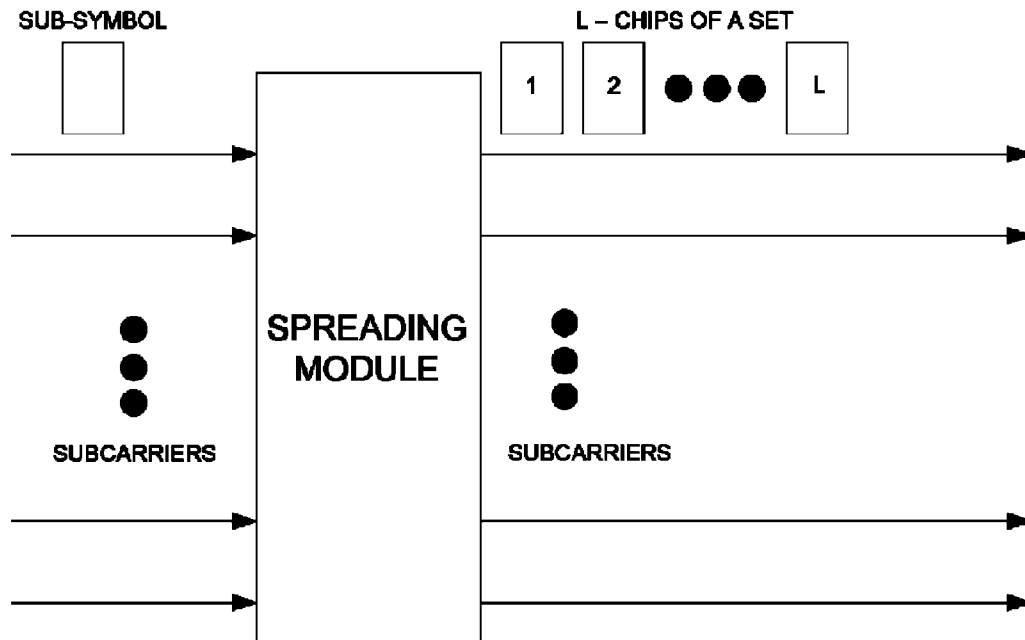 SUB-SYMBOL
L – CHIPS OF A SET
1
2
L
SPREADING
MODULE
SUBCARRIERS
SUBCARRIERS